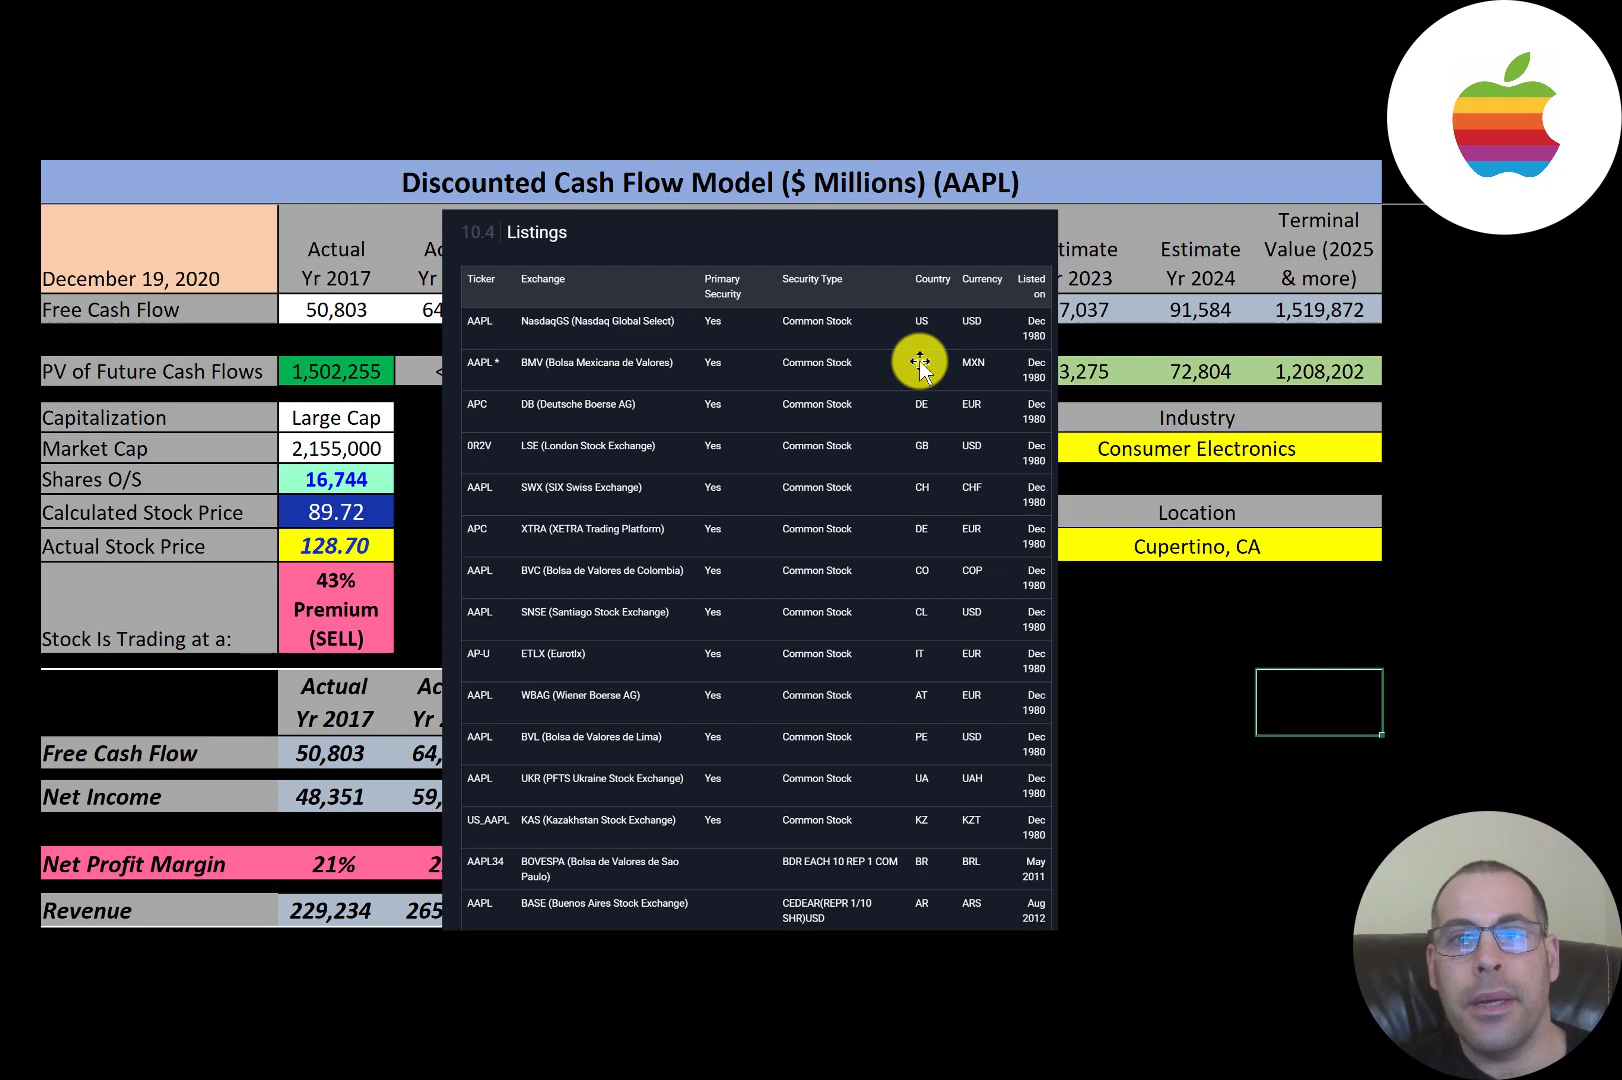 Discounted Cash Flow Model ($ Millions) (AAPL)
December 19, 2020
Actual
Yr 2017
Yr
timate
2023
Estimate
Yr 2024
Terminal
Value (2025
& more)
Free Cash Flow 50,803 64 7,037 91,584 1,519,872
PV of Future Cash Flows 1,502,255 < 3,275 72,804 1,208,202
Capitalization Large Cap
Market Cap 2,155,000
Shares O/S 16,744
Calculated Stock Price 89.72
Actual Stock Price 128.70
Stock Is Trading at a:
43%
Premium
(SELL)
Industry
Consumer Electronics
Location
Cupertino, CA
Actual
Yr 2017
Ac
Yr
Free Cash Flow 50,803 64,
Net Income 48,351 59,
Net Profit Margin 21% 2
Revenue 229,234 265
10.4 Listings
Ticker Exchange Primary Security Security Type Country Currency Listed on
AAPL NasdaqGS (Nasdaq Global Select) Yes Common Stock US USD Dec 1980
AAPL * BMV (Bolsa Mexicana de Valores) Yes Common Stock MXN Dec 1980
APC DB (Deutsche Boerse AG) Yes Common Stock DE EUR Dec 1980
0R2V LSE (London Stock Exchange) Yes Common Stock GB USD Dec 1980
AAPL SWX (SIX Swiss Exchange) Yes Common Stock CH CHF Dec 1980
APC XTRA (XETRA Trading Platform) Yes Common Stock DE EUR Dec 1980
AAPL BVC (Bolsa de Valores de Colombia) Yes Common Stock CO COP Dec 1980
AAPL SNSE (Santiago Stock Exchange) Yes Common Stock CL USD Dec 1980
AP-U ETLX (Eurotlx) Yes Common Stock IT EUR Dec 1980
AAPL WBAG (Wiener Boerse AG) Yes Common Stock AT EUR Dec 1980
AAPL BVL (Bolsa de Valores de Lima) Yes Common Stock PE USD Dec 1980
AAPL UKR (PFTS Ukraine Stock Exchange) Yes Common Stock UA UAH Dec 1980
US_AAPL KAS (Kazakhstan Stock Exchange) Yes Common Stock KZ KZT Dec 1980
AAPL34 BOVESPA (Bolsa de Valores de Sao Paulo) BDR EACH 10 REP 1 COM BR BRL May 2011
AAPL BASE (Buenos Aires Stock Exchange) CEDEAR(REPR 1/10 SHR)USD AR ARS Aug 2012